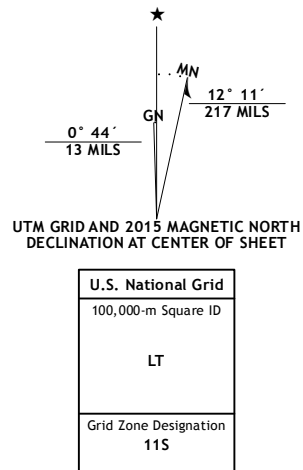 MN
GN
12° 11´
217 MILS
0° 44´
13 MILS
UTM GRID AND 2015 MAGNETIC NORTH
DECLINATION AT CENTER OF SHEET
U.S. National Grid
100,000-m Square ID
LT
Grid Zone Designation
11S